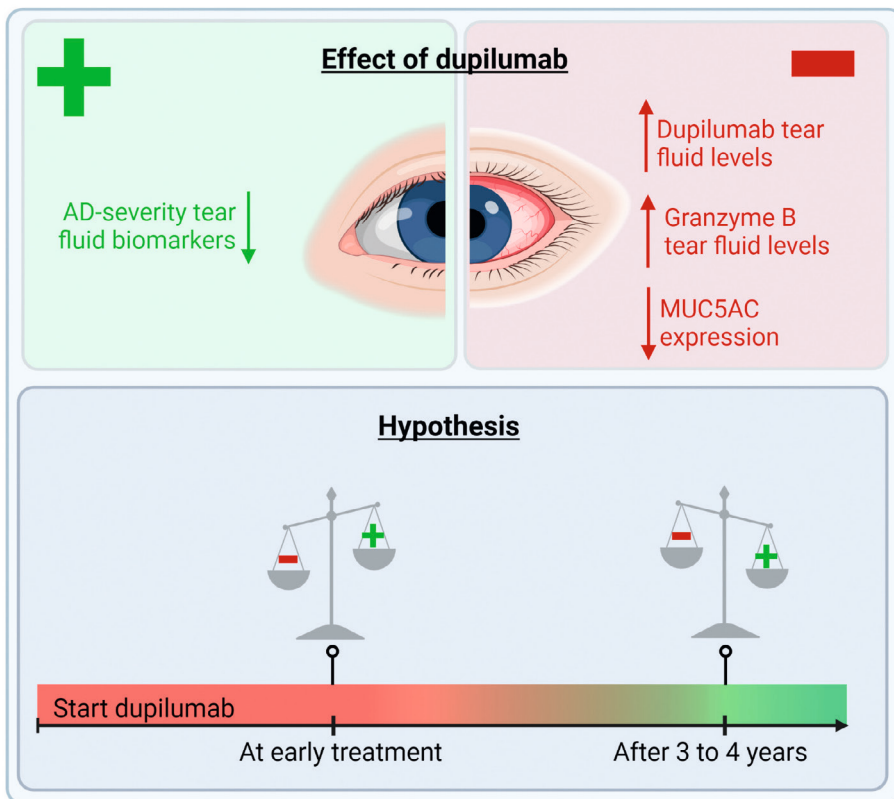 Effect of dupilumab
AD-severity tear
fluid biomarkers
Dupilumab tear
fluid levels
Granzyme B
tear fluid levels
MUC5AC
expression
Hypothesis
Start dupilumab
At early treatment
After 3 to 4 years